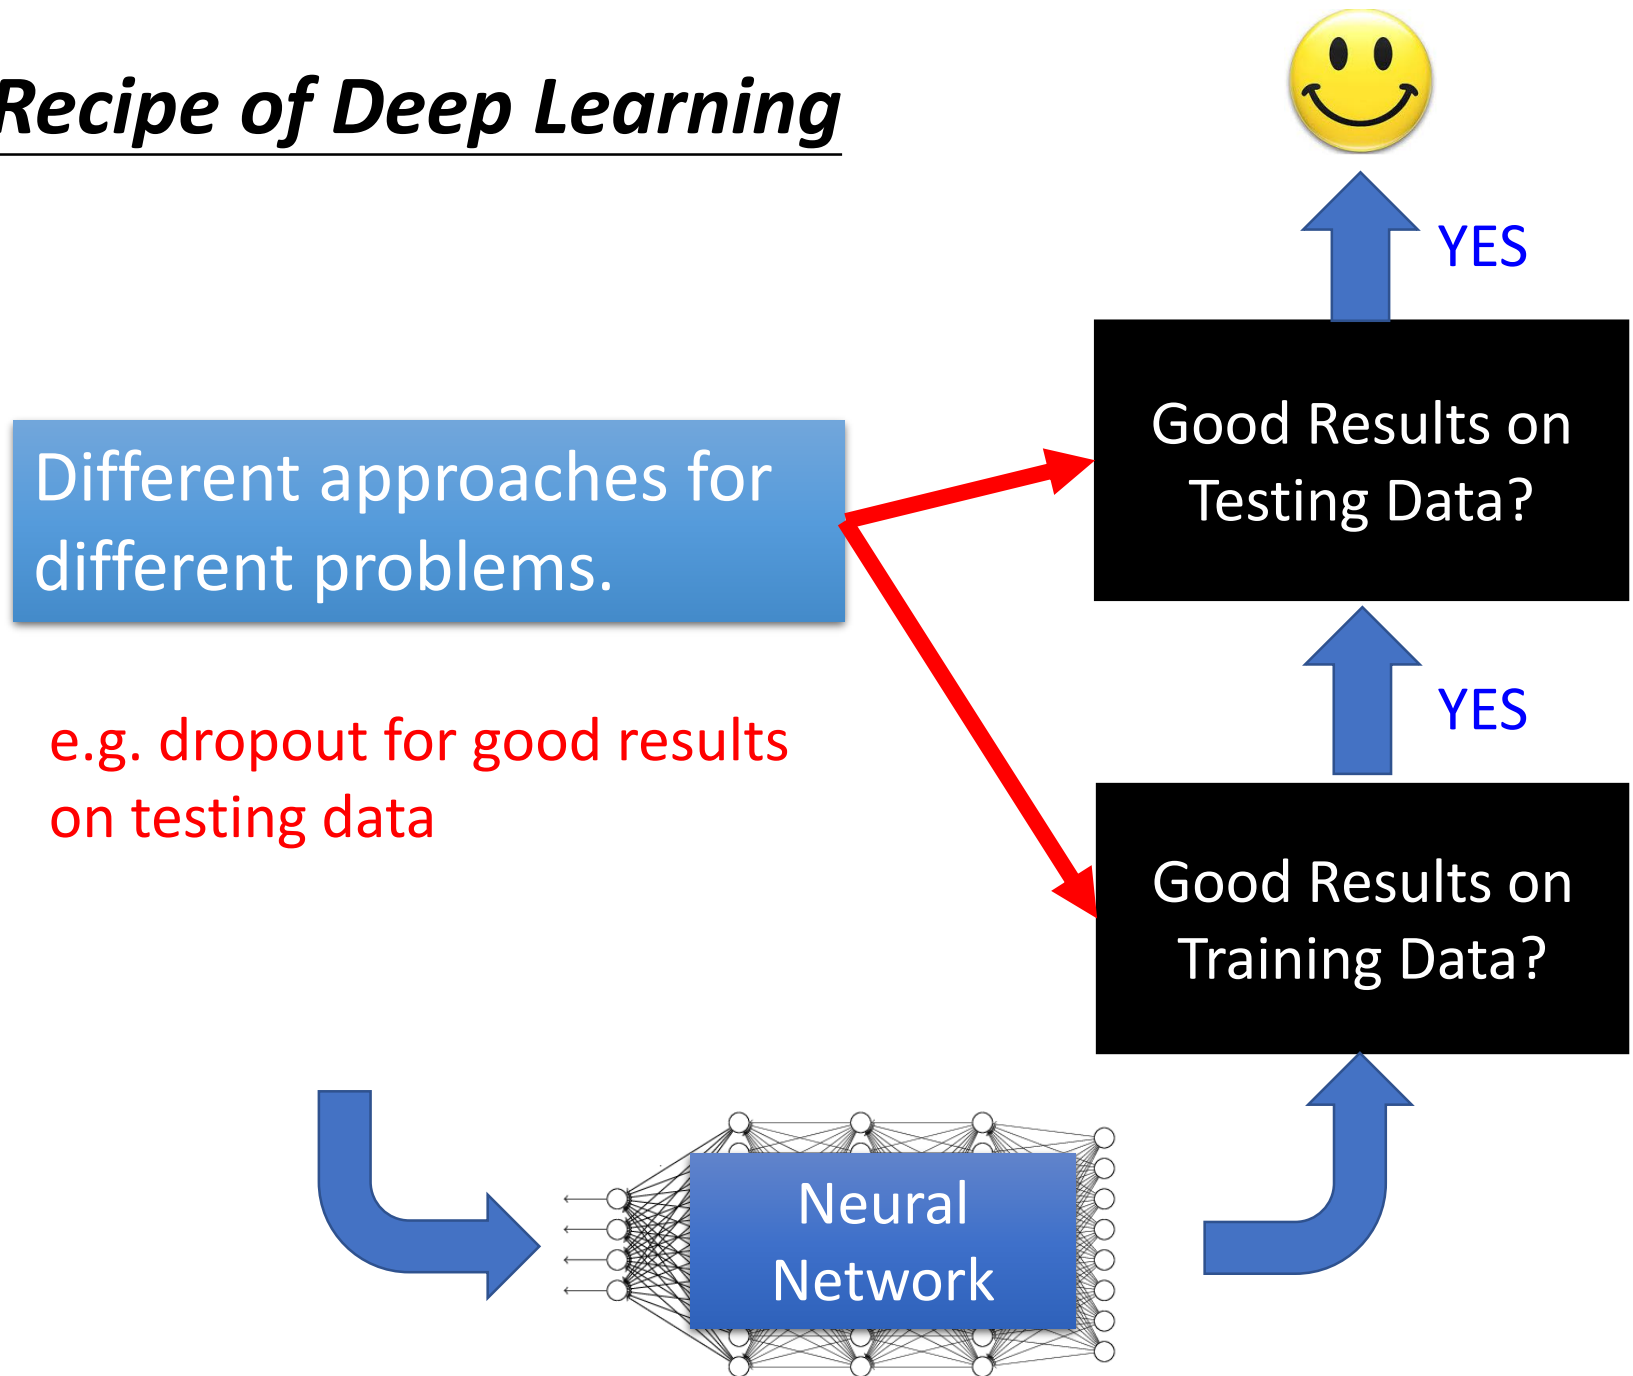 Recipe of Deep Learning
YES
Good Results on
Testing Data?
Different approaches for
different problems.
YES
e.g. dropout for good results
on testing data
Good Results on
Training Data?
Neural
Network